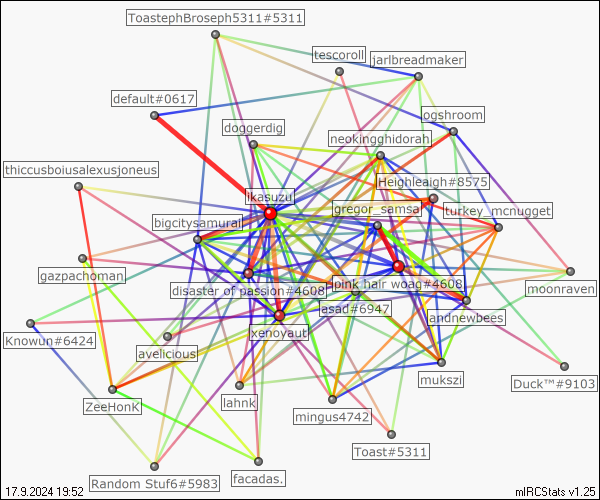 ToastephBroseph5311#5311
tescoroll
jarlbreadmaker
default#0617
ogshroom
doggerdig
neokingghidorah
thiccusboiusalexusjoneus
Heighleaigh#8575
ikasuzu
gregor_samsa
turkey_mcnugget
bigcitysamurai
gazpachoman
disaster of passion#4608
pink hair woag#4608
moonraven
asad#6947
andnewbees
Knowun#6424
xenoyaut
avelicious
mukszi
Duck™#9103
lahnk
ZeeHonK
mingus4742
Toast#5311
Random Stuf6#5983
facadas.
17.9.2024 19:52
mIRCStats v1.25